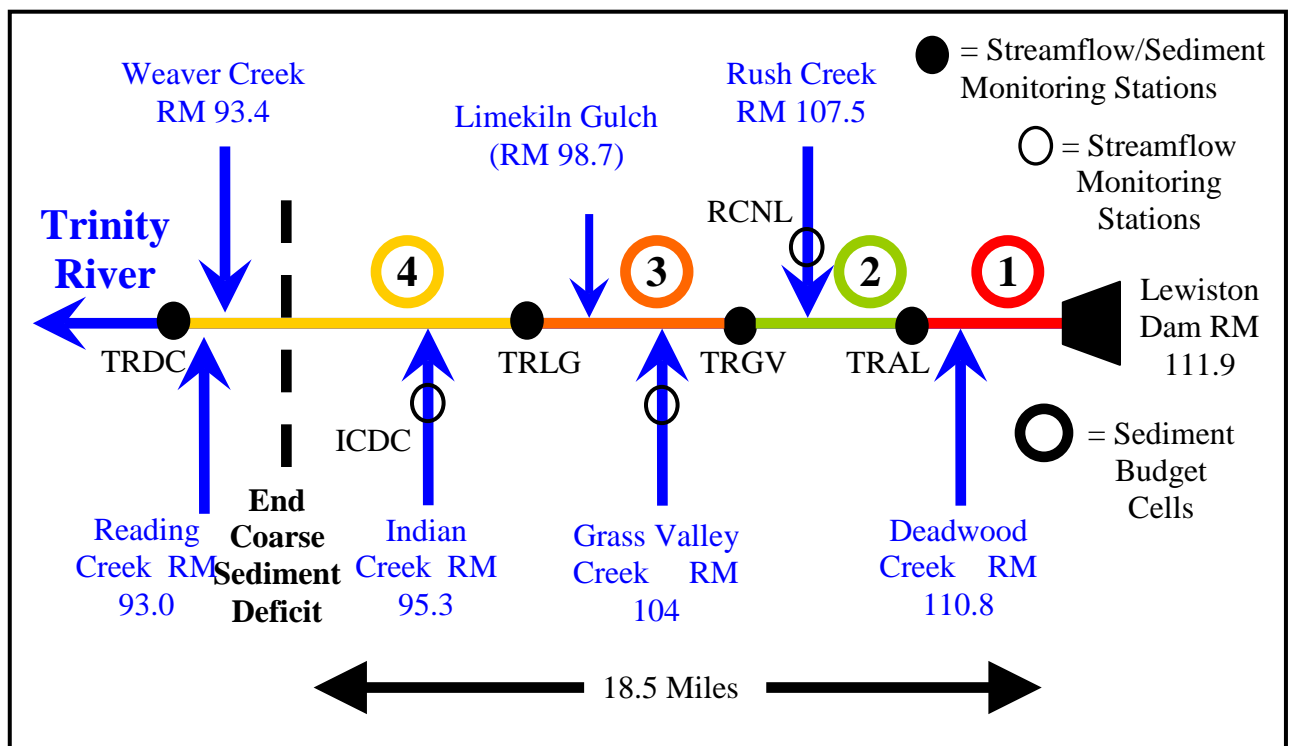 Weaver Creek
RM 93.4
Limekiln Gulch
(RM 98.7)
Rush Creek
RM 107.5
= Streamflow/Sediment
Monitoring Stations
= Streamflow
Monitoring
Stations
Trinity
River
RCNL
4
3
2
1
Lewiston
Dam RM
111.9
TRDC
TRLG
TRGV
TRAL
ICDC
= Sediment
Budget
Cells
Reading
Creek RM
93.0
End
Coarse
Sediment
Deficit
Indian
Creek RM
95.3
Grass Valley
Creek RM
104
Deadwood
Creek RM
110.8
18.5 Miles